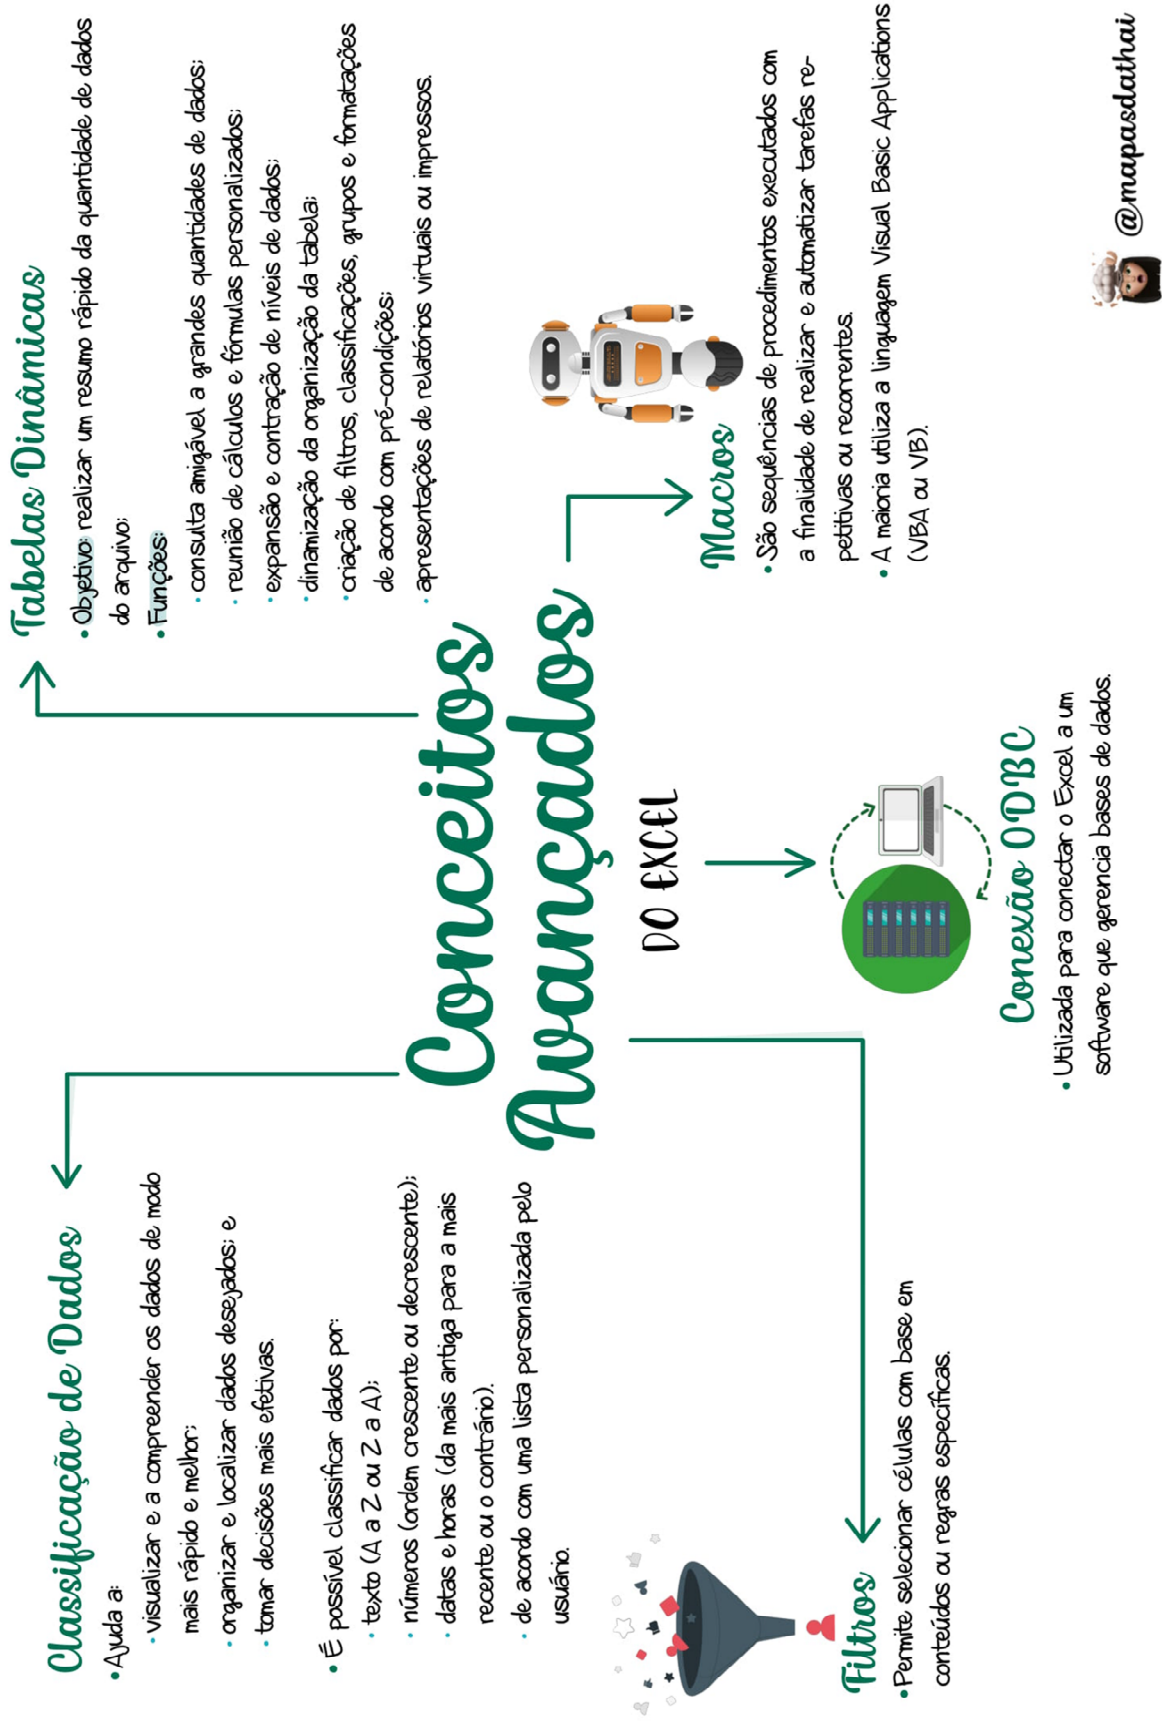 Classificação de Dados
• Ajuda a:
· visualizar e a compreender os dados de modo
mais rápido e melhor;
· organizar e localizar dados desejados; e
· tomar decisões mais efetivas.
• É possível classificar dados por:
· texto (A a Z ou Z a A);
· números (ordem crescente ou decrescente);
· datas e horas (da mais antiga para a mais
recente ou o contrário).
· de acordo com uma lista personalizada pelo
usuário.
Tabelas Dinâmicas
• Objetivo: realizar um resumo rápido da quantidade de dados
do arquivo;
• Funções:
· consulta amigável a grandes quantidades de dados;
· reunião de cálculos e fórmulas personalizados;
· expansão e contração de níveis de dados;
· dinamização da organização da tabela;
· criação de filtros, classificações, grupos e formatações
de acordo com pré-condições;
· apresentações de relatórios virtuais ou impressos.
Conceitos
Avançados
DO EXCEL
Filtros
• Permite selecionar células com base em
conteúdos ou regras específicas.
Conexão ODBC
• Utilizada para conectar o Excel a um
software que gerencia bases de dados.
Macros
• São sequências de procedimentos executados com
a finalidade de realizar e automatizar tarefas re-
petitivas ou recorrentes.
• A maioria utiliza a linguagem Visual Basic Applications
(VBA ou VB).
@mapasdathai